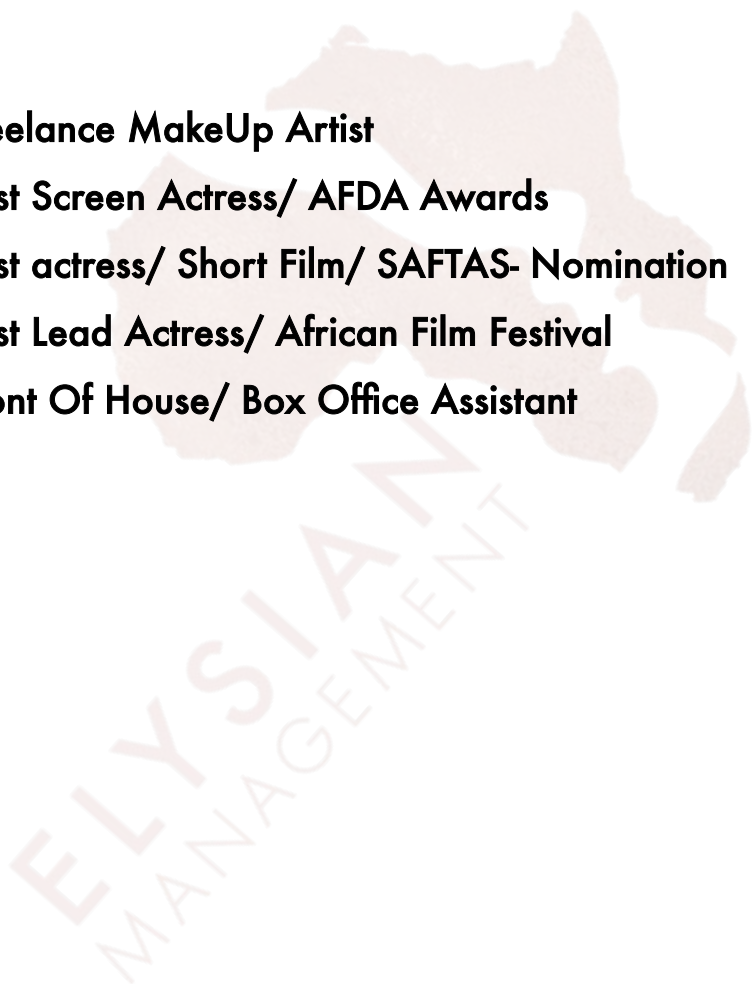 eelance MakeUp Artist
st Screen Actress/ AFDA Awards
st actress/ Short Film/ SAFTAS- Nomination
st Lead Actress/ African Film Festival
ont Of House/ Box Office Assistant
ELYSIAN
MANAGEMENT